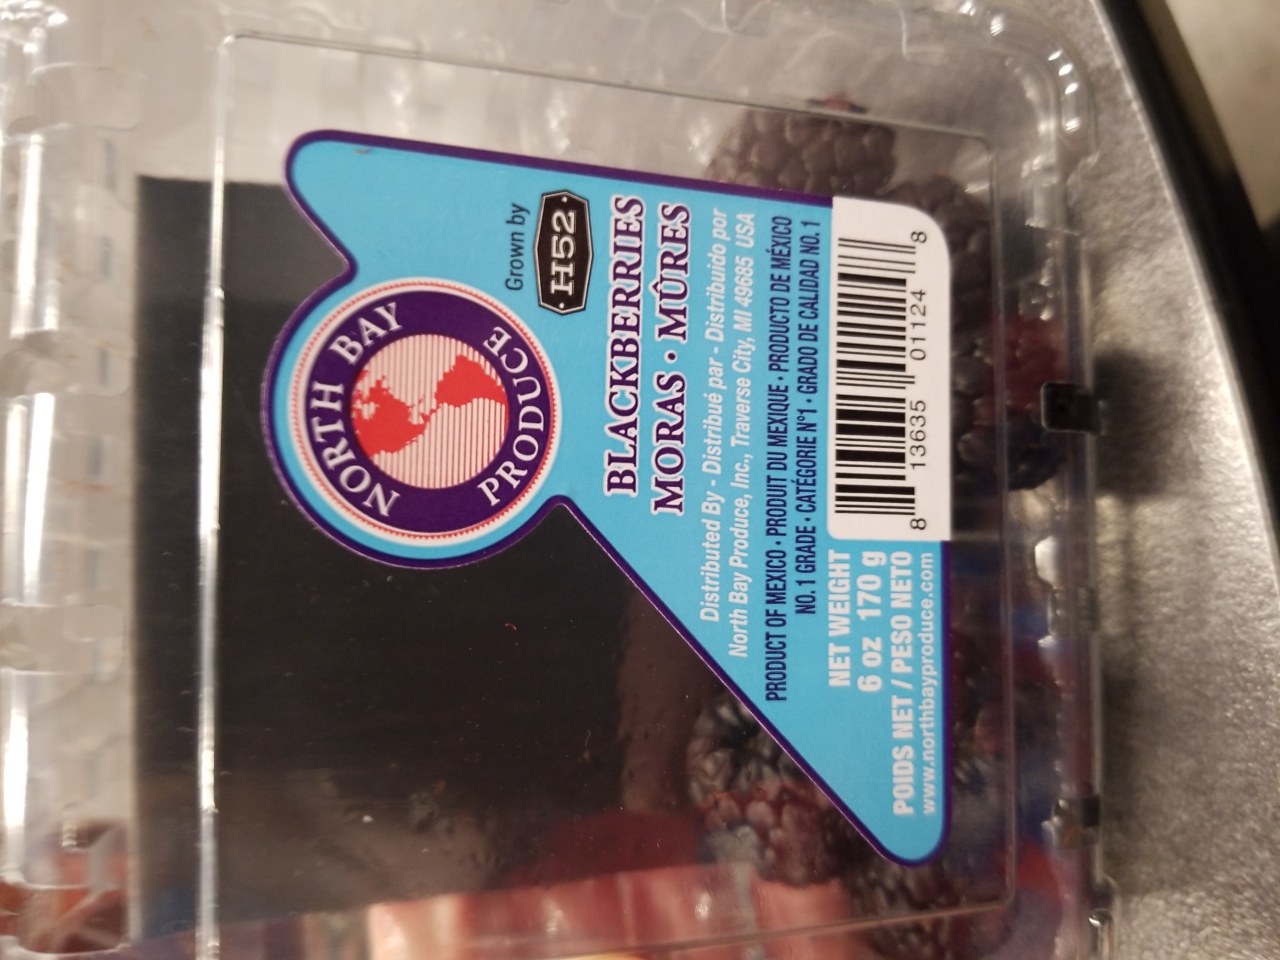 NORTH BAY
PRODUCE
Grown by
H52
BLACKBERRIES
MORAS • MÛRES
Distributed By - Distribué par - Distribuido por
North Bay Produce, Inc., Traverse City, MI 49685 USA
PRODUCT OF MEXICO • PRODUIT DU MEXIQUE • PRODUCTO DE MÉXICO
NO. 1 GRADE • CATÉGORIE Nº1 • GRADO DE CALIDAD NO. 1
8 13635 01124 8
NET WEIGHT
6 oz 170 g
POIDS NET / PESO NETO
www.northbayproduce.com